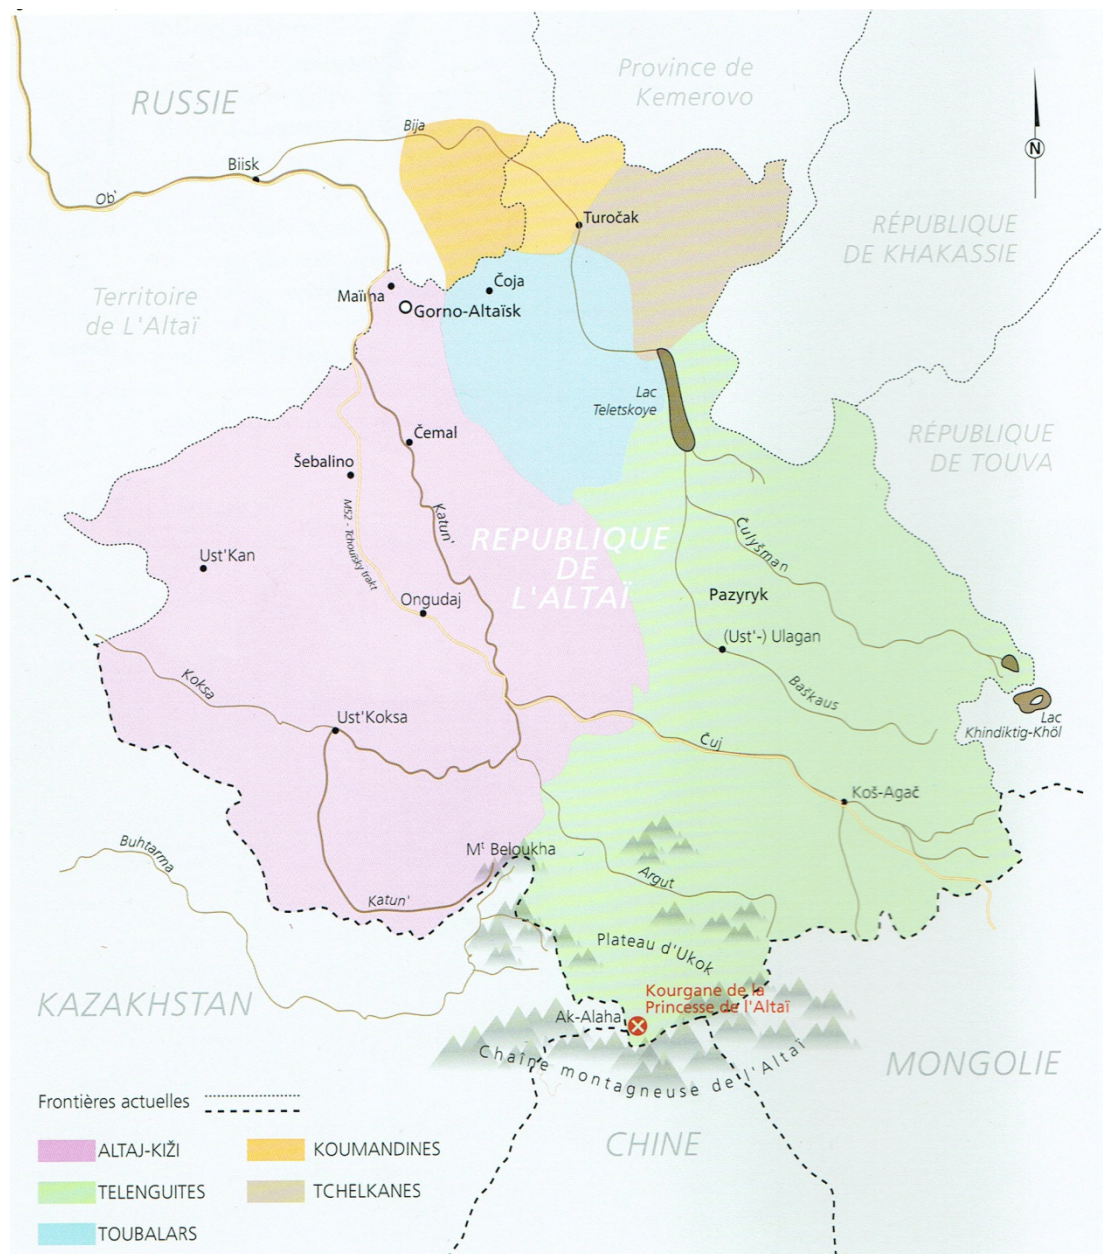 Province de
Kemerovo
RUSSIE
Bija
Biisk
Ob'
Turočak
RÉPUBLIQUE
DE KHAKASSIE
N
Territoire
de L'Altaï
Maïma
Čoja
Gorno-Altaïsk
Lac
Teletskoye
Čemal
Šebalino
RÉPUBLIQUE
DE TOUVA
M52 - Tchouïsky trakt
Katun'
REPUBLIQUE
DE
L'ALTAÏ
Čulyšman
Ust'Kan
Ongudaj
Pazyryk
(Ust'-) Ulagan
Koksa
Baškaus
Ust'Koksa
Lac
Khindiktig-Khöl
Čuj
Koš-Agač
Buhtarma
Mt Beloukha
Argut
Katun'
Plateau d'Ukok
KAZAKHSTAN
Kourgane de la
Princesse de l'Altaï
Ak-Alaha
Chaîne montagneuse de l'Altaï
MONGOLIE
CHINE
Frontières actuelles
ALTAJ-KIŽI
KOUMANDINES
TELENGUITES
TCHELKANES
TOUBALARS